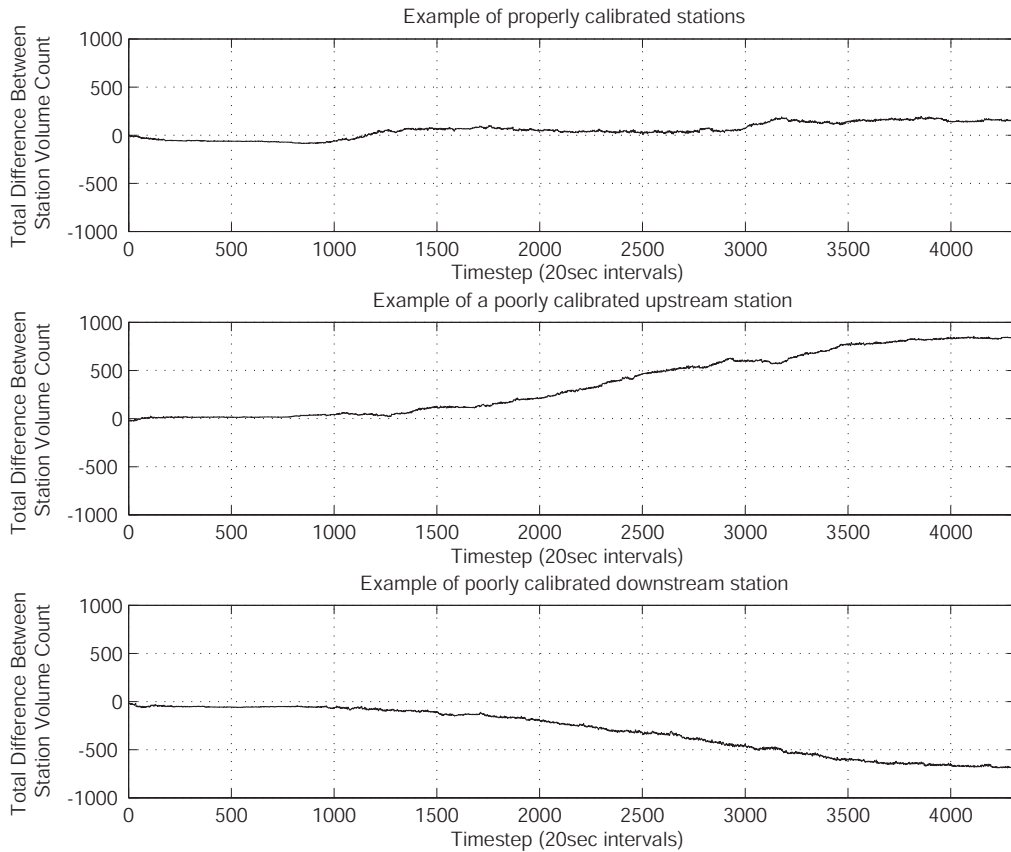 Example of properly calibrated stations
Total Difference Between
Station Volume Count
1000
500
0
-500
-1000
0 500 1000 1500 2000 2500 3000 3500 4000
Timestep (20sec intervals)
Example of a poorly calibrated upstream station
Total Difference Between
Station Volume Count
1000
500
0
-500
-1000
0 500 1000 1500 2000 2500 3000 3500 4000
Timestep (20sec intervals)
Example of poorly calibrated downstream station
Total Difference Between
Station Volume Count
1000
500
0
-500
-1000
0 500 1000 1500 2000 2500 3000 3500 4000
Timestep (20sec intervals)